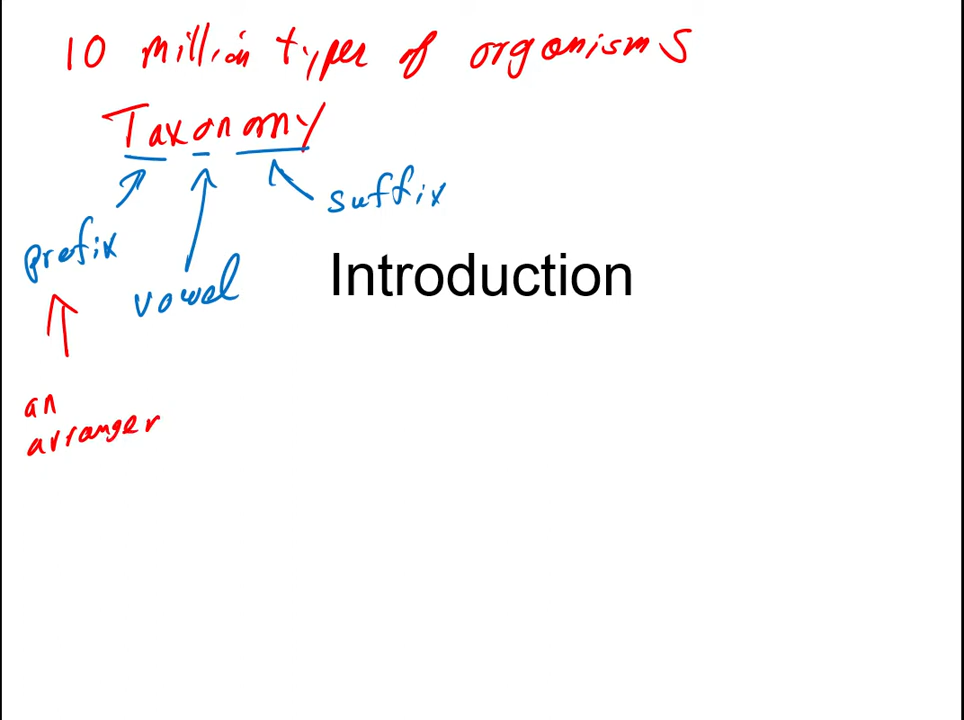 10 million types of organisms
Taxonomy
suffix
prefix
vowel
Introduction
an
arranger